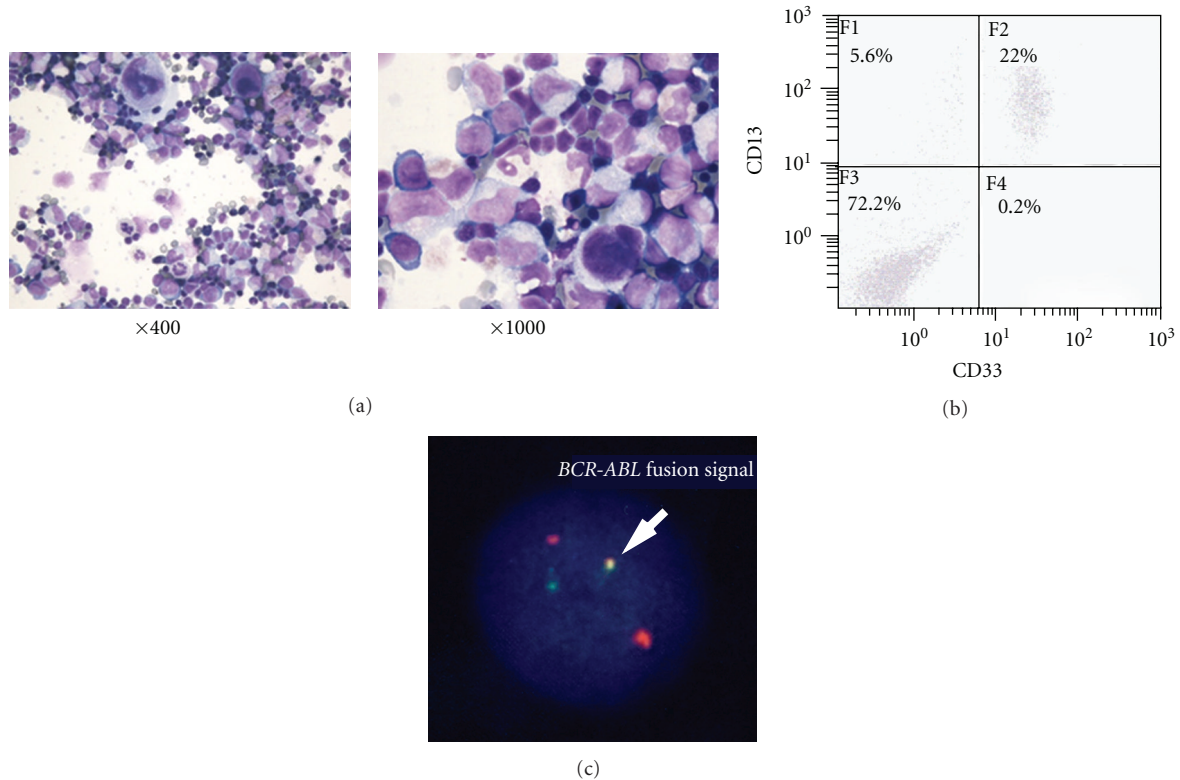 ×400
×1000
(a)
10³
10²
10¹
10⁰
CD13
F1
5.6%
F2
22%
F3
72.2%
F4
0.2%
10⁰
10¹
10²
10³
CD33
(b)
BCR-ABL fusion signal
(c)